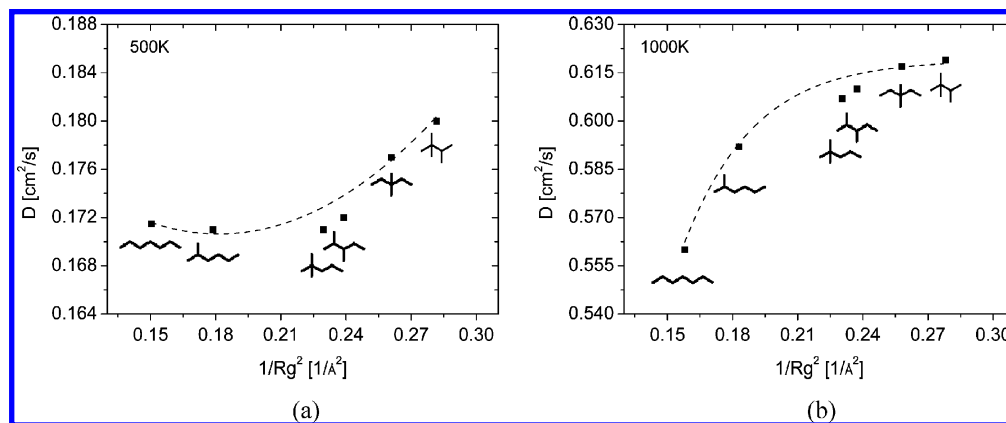 0.188
0.184
0.180
0.176
0.172
0.168
0.164
D [cm²/s]
500K
0.15 0.18 0.21 0.24 0.27 0.30
1/Rg² [1/Å²]
(a)
0.630
0.615
0.600
0.585
0.570
0.555
0.540
D [cm²/s]
1000K
0.15 0.18 0.21 0.24 0.27 0.30
1/Rg² [1/Å²]
(b)